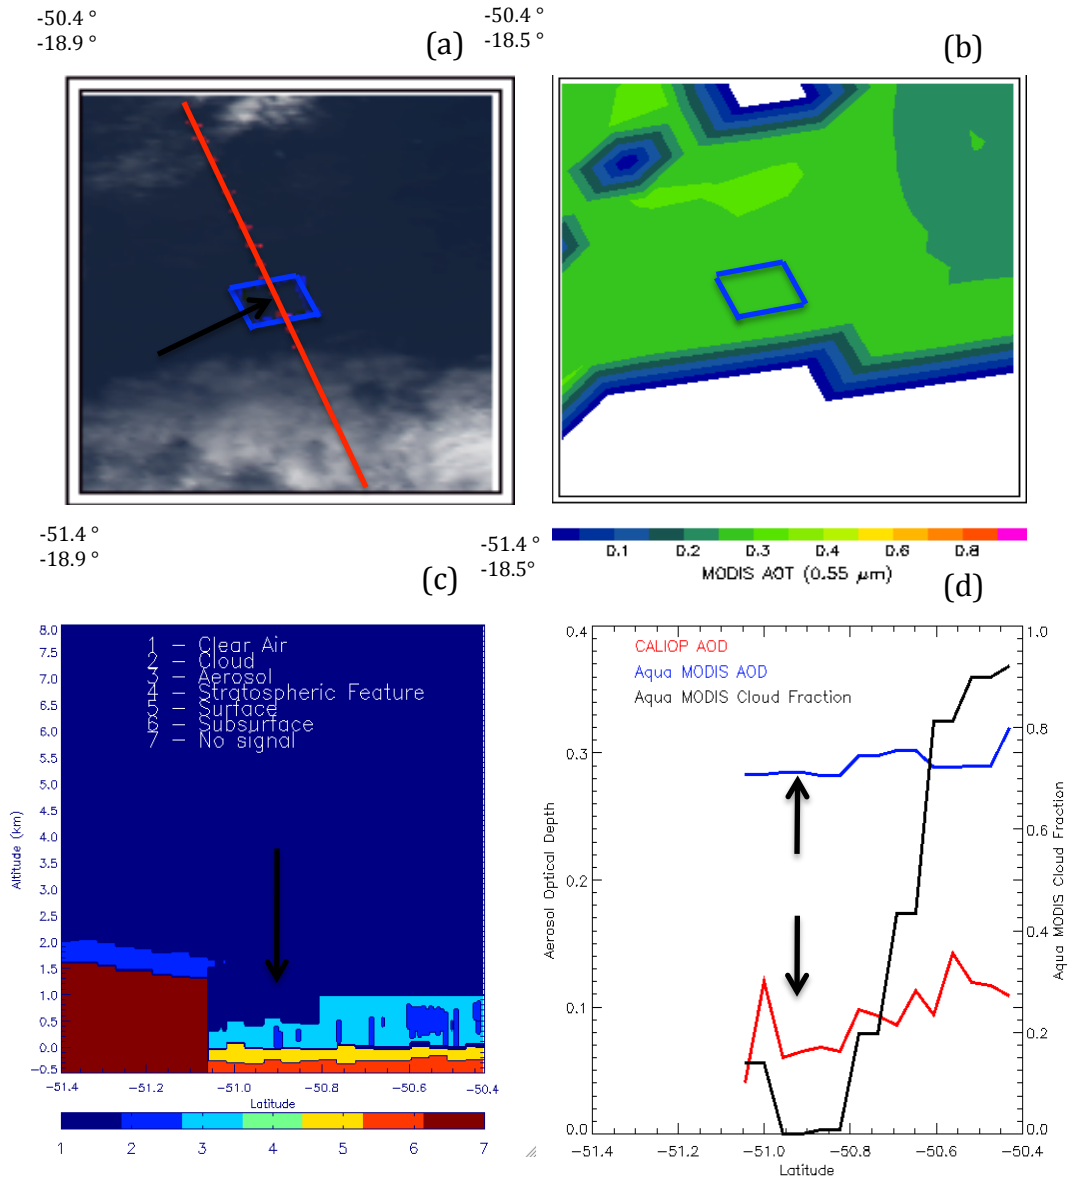 -50.4 °
-18.9 °
(a)
-50.4 °
-18.5 °
(b)
-51.4 °
-18.9 °
-51.4 °
-18.5°
0.1 0.2 0.3 0.4 0.6 0.8
MODIS AOT (0.55 μm)
(c)
(d)
8.0
7.5
7.0
6.5
6.0
5.5
5.0
4.5
4.0
3.5
3.0
2.5
2.0
1.5
1.0
0.5
0.0
-0.5
Altitude (km)
1 – Clear Air
2 – Cloud
3 – Aerosol
4 – Stratospheric Feature
5 – Surface
6 – Subsurface
7 – No signal
-51.4 -51.2 -51.0 -50.8 -50.6 -50.4
Latitude
1 2 3 4 5 6 7
0.4
0.3
0.2
0.1
0.0
Aerosol Optical Depth
CALIOP AOD
Aqua MODIS AOD
Aqua MODIS Cloud Fraction
1.0
0.8
0.6
0.4
0.2
0.0
Aqua MODIS Cloud Fraction
-51.4 -51.2 -51.0 -50.8 -50.6 -50.4
Latitude